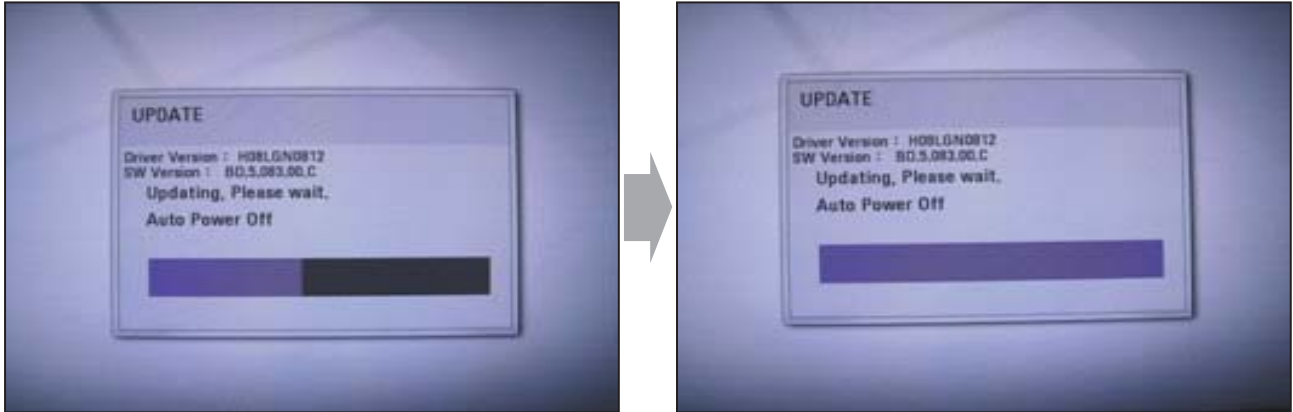 UPDATE
Driver Version : H08LGN0812
SW Version : BD.5.083.00.C
Updating, Please wait.
Auto Power Off
UPDATE
Driver Version : H08LGN0812
SW Version : BD.5.083.00.C
Updating, Please wait.
Auto Power Off